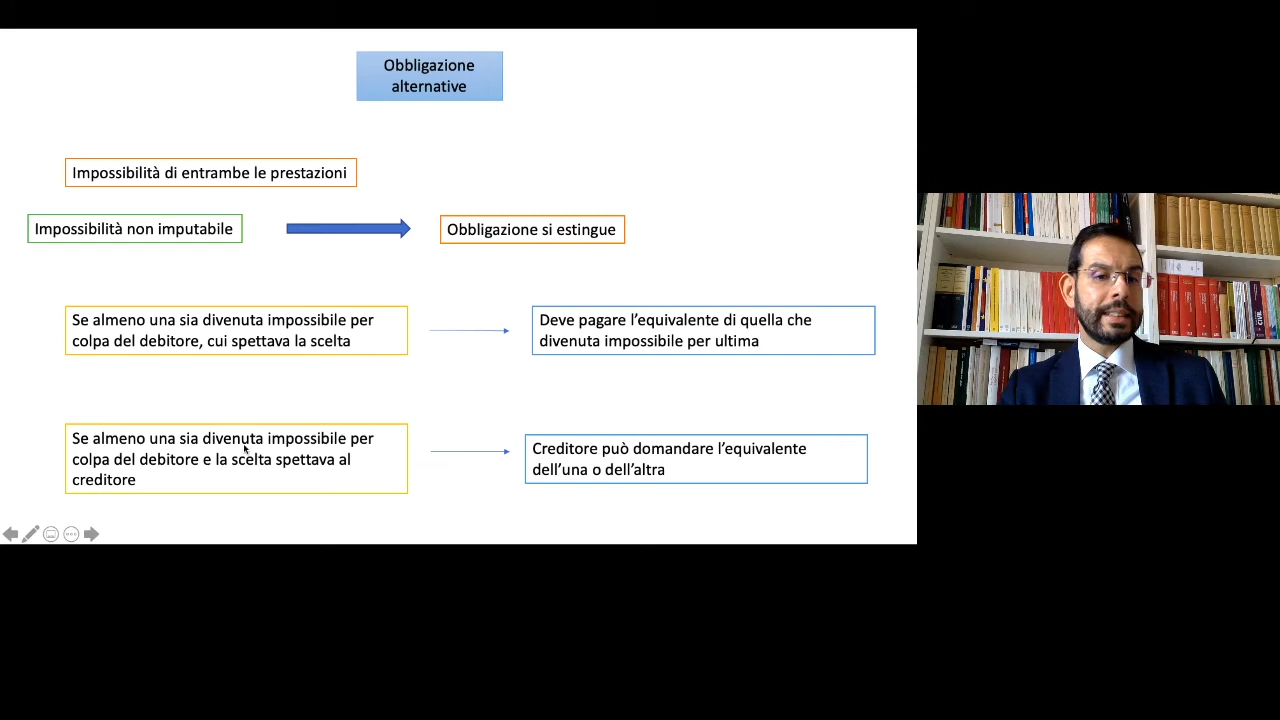 Obbligazione
alternative
Impossibilità di entrambe le prestazioni
Impossibilità non imputabile
Obbligazione si estingue
Se almeno una sia divenuta impossibile per
colpa del debitore, cui spettava la scelta
Deve pagare l'equivalente di quella che
divenuta impossibile per ultima
Se almeno una sia divenuta impossibile per
colpa del debitore e la scelta spettava al
creditore
Creditore può domandare l'equivalente
dell'una o dell'altra